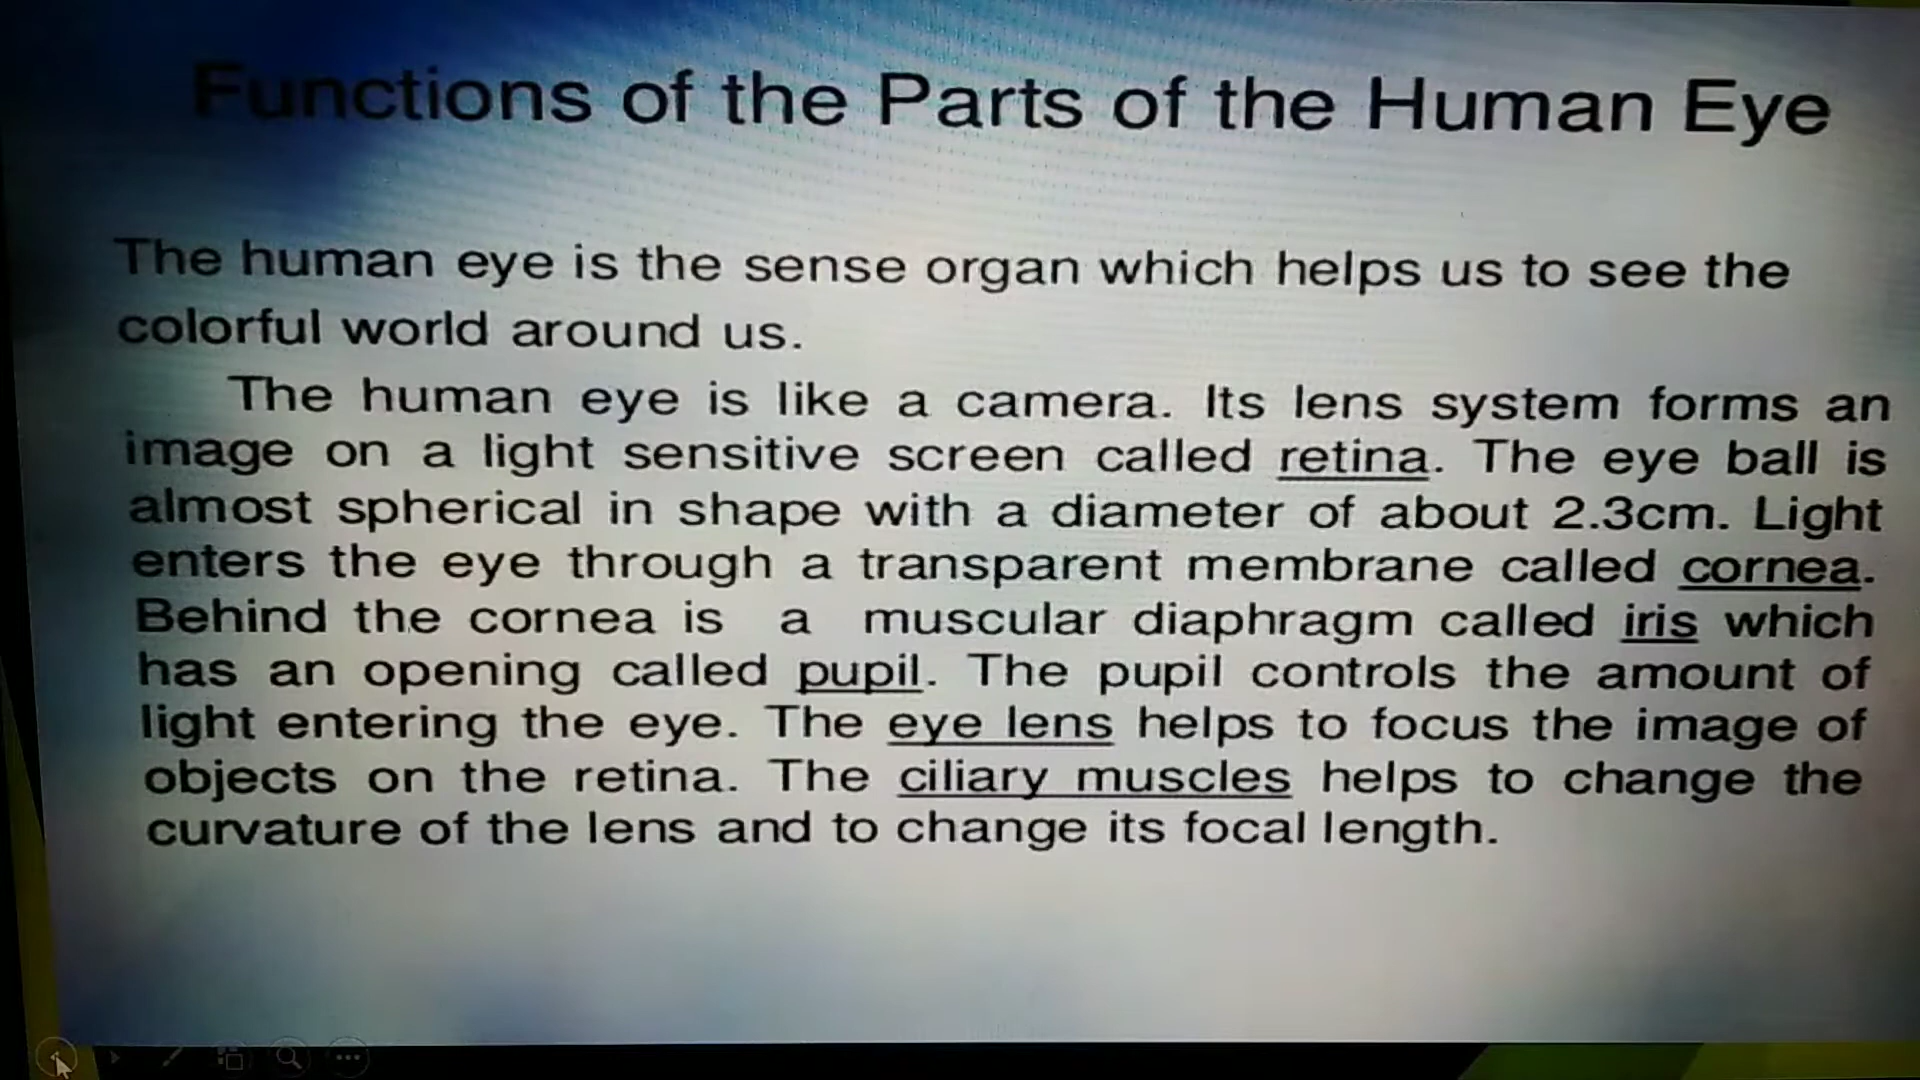 Functions of the Parts of the Human Eye
The human eye is the sense organ which helps us to see the
colorful world around us.
The human eye is like a camera. Its lens system forms an
image on a light sensitive screen called retina. The eye ball is
almost spherical in shape with a diameter of about 2.3cm. Light
enters the eye through a transparent membrane called cornea.
Behind the cornea is a muscular diaphragm called iris which
has an opening called pupil. The pupil controls the amount of
light entering the eye. The eye lens helps to focus the image of
objects on the retina. The ciliary muscles helps to change the
curvature of the lens and to change its focal length.